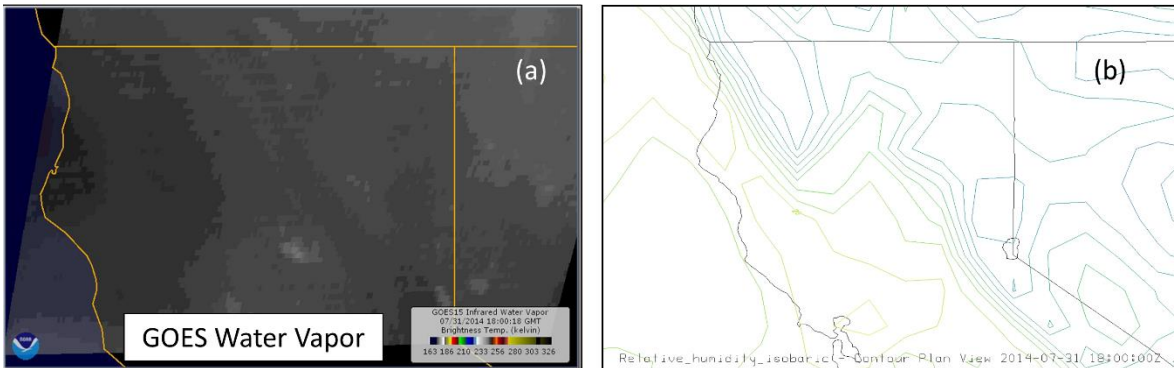 (a)
GOES Water Vapor
GOES15 Infrared Water Vapor
07/31/2014 18:00:18 GMT
Brightness Temp. (kelvin)
163 186 210 233 256 280 303 326
(b)
Relative_humidity_isobaric(- Contour Plan View 2014-07-31 18:00:00Z